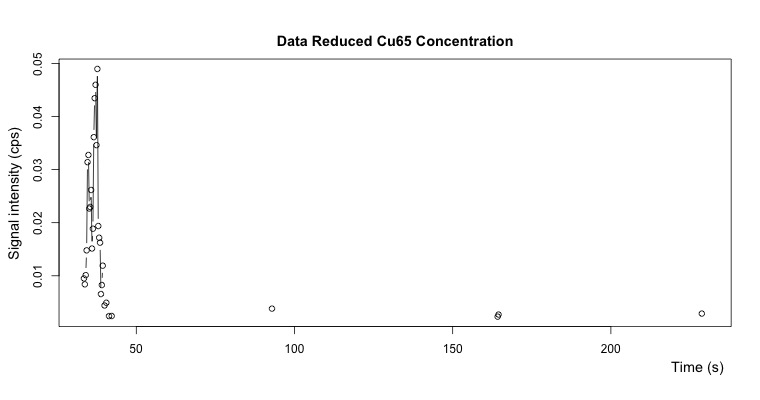 Data Reduced Cu65 Concentration
Signal intensity (cps)
0.05
0.04
0.03
0.02
0.01
50 100 150 200
Time (s)